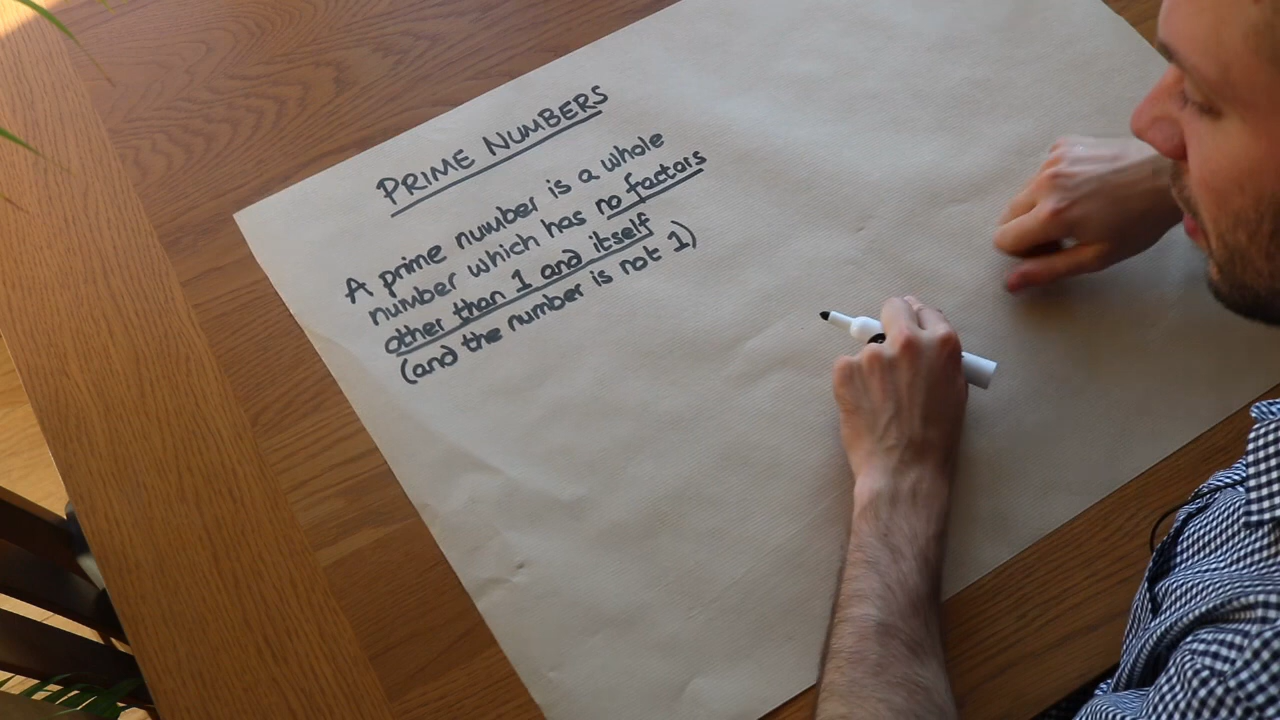 PRIME NUMBERS
A prime number is a whole
number which has no factors
other than 1 and itself
(and the number is not 1)